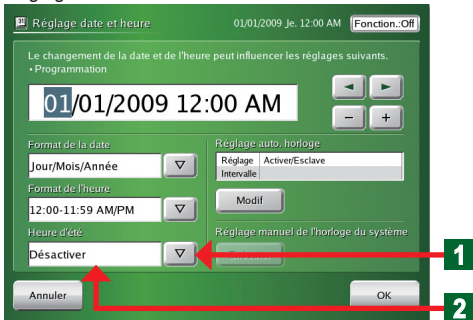 Réglage date et heure 01/01/2009 Je. 12:00 AM Fonction.:Off
Le changement de la date et de l'heure peut influencer les réglages suivants.
• Programmation
01/01/2009 12:00 AM
- +
Format de la date
Jour/Mois/Année
Format de l'heure
12:00-11:59 AM/PM
Heure d'été
Désactiver
Réglage auto. horloge
Réglage Activer/Esclave
Intervalle
Modif
Réglage manuel de l'horloge du système
1
Annuler OK
2